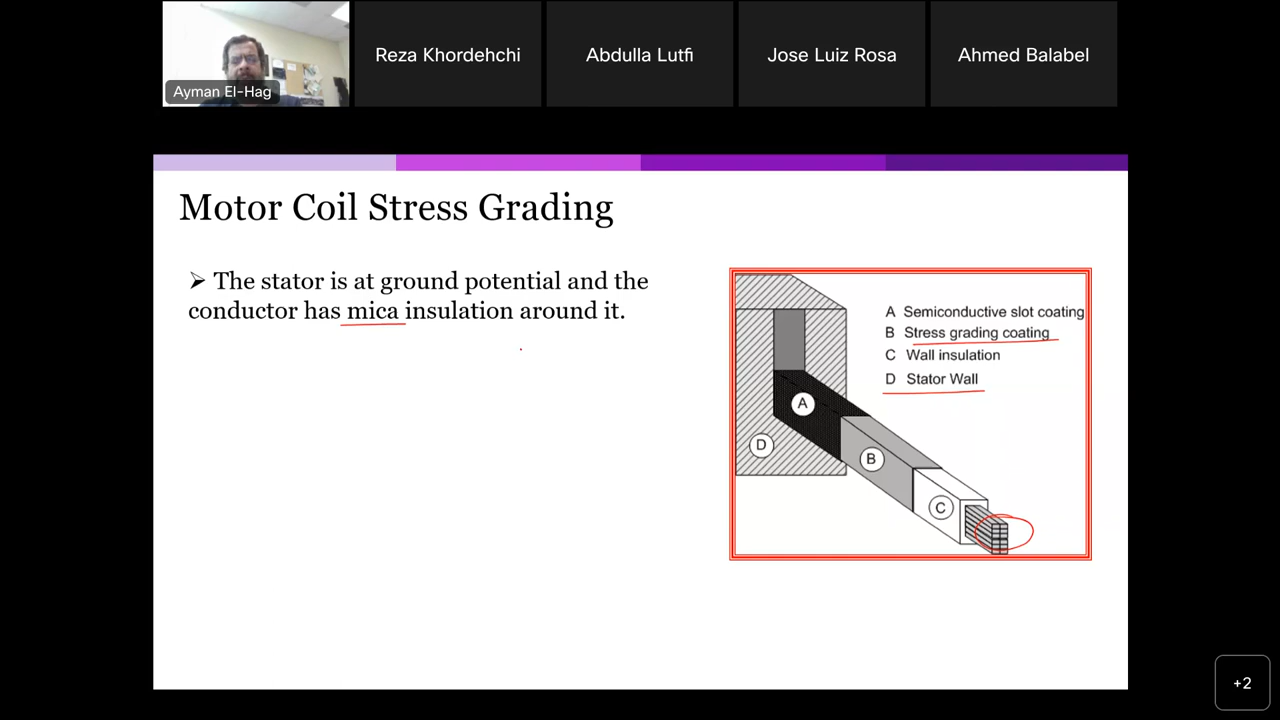 Ayman El-Hag
Reza Khordehchi
Abdulla Lutfi
Jose Luiz Rosa
Ahmed Balabel
Motor Coil Stress Grading
➢ The stator is at ground potential and the
conductor has mica insulation around it.
A Semiconductive slot coating
B Stress grading coating
C Wall insulation
D Stator Wall
A
D
B
C
+2